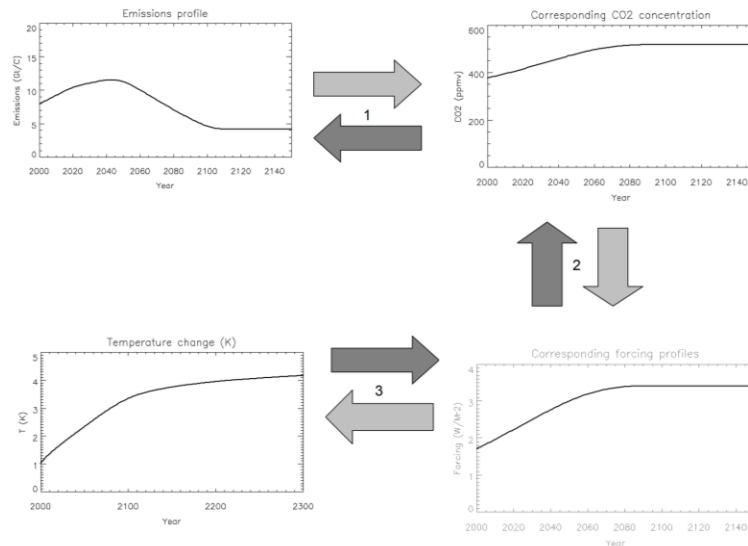 Emissions profile
Emissions (Gt/C)
20
15
10
5
0
2000 2020 2040 2060 2080 2100 2120 2140
Year
1
Corresponding CO2 concentration
CO2 (ppmv)
600
400
200
0
2000 2020 2040 2060 2080 2100 2120 2140
Year
2
Temperature change (K)
T (K)
5
4
3
2
1
0
2000 2100 2200 2300
Year
3
Corresponding forcing profiles
Forcing (W/M-2)
4
3
2
1
0
2000 2020 2040 2060 2080 2100 2120 2140
Year